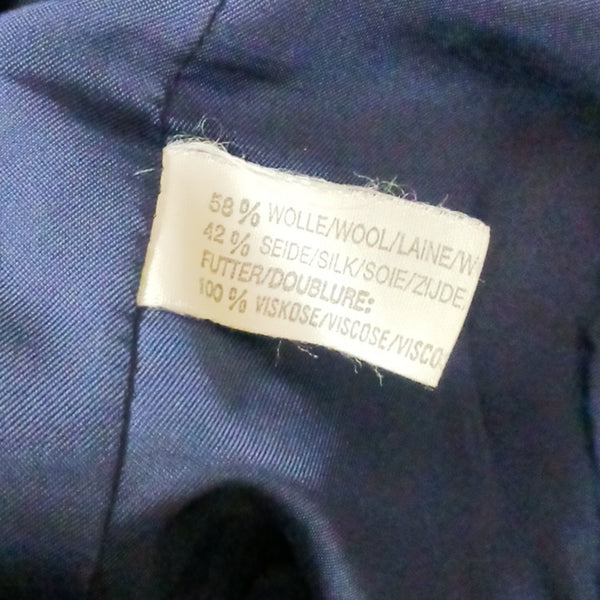 58% WOLLE/WOOL/LAINE/W
42% SEIDE/SILK/SOIE/ZIJDE
FUTTER/DOUBLURE:
100% VISKOSE/VISCOSE/VISCO